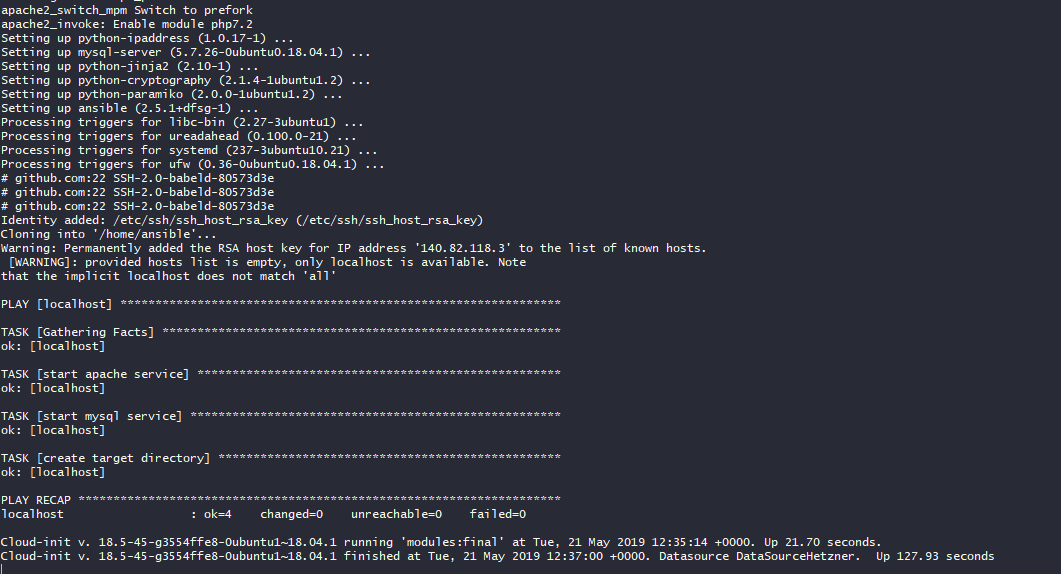 apache2_switch_mpm Switch to prefork
apache2_invoke: Enable module php7.2
Setting up python-ipaddress (1.0.17-1) ...
Setting up mysql-server (5.7.26-0ubuntu0.18.04.1) ...
Setting up python-jinja2 (2.10-1) ...
Setting up python-cryptography (2.1.4-1ubuntu1.2) ...
Setting up python-paramiko (2.0.0-1ubuntu1.2) ...
Setting up ansible (2.5.1+dfsg-1) ...
Processing triggers for libc-bin (2.27-3ubuntu1) ...
Processing triggers for ureadahead (0.100.0-21) ...
Processing triggers for systemd (237-3ubuntu10.21) ...
Processing triggers for ufw (0.36-0ubuntu0.18.04.1) ...
# github.com:22 SSH-2.0-babeld-80573d3e
# github.com:22 SSH-2.0-babeld-80573d3e
# github.com:22 SSH-2.0-babeld-80573d3e
Identity added: /etc/ssh/ssh_host_rsa_key (/etc/ssh/ssh_host_rsa_key)
Cloning into '/home/ansible'...
Warning: Permanently added the RSA host key for IP address '140.82.118.3' to the list of known hosts.
 [WARNING]: provided hosts list is empty, only localhost is available. Note
that the implicit localhost does not match 'all'
PLAY [localhost] ***************************************************************
TASK [Gathering Facts] *********************************************************
ok: [localhost]
TASK [start apache service] ****************************************************
ok: [localhost]
TASK [start mysql service] *****************************************************
ok: [localhost]
TASK [create target directory] *************************************************
ok: [localhost]
PLAY RECAP *********************************************************************
localhost                  : ok=4    changed=0    unreachable=0    failed=0
Cloud-init v. 18.5-45-g3554ffe8-0ubuntu1~18.04.1 running 'modules:final' at Tue, 21 May 2019 12:35:14 +0000. Up 21.70 seconds.
Cloud-init v. 18.5-45-g3554ffe8-0ubuntu1~18.04.1 finished at Tue, 21 May 2019 12:37:00 +0000. Datasource DataSourceHetzner.  Up 127.93 seconds